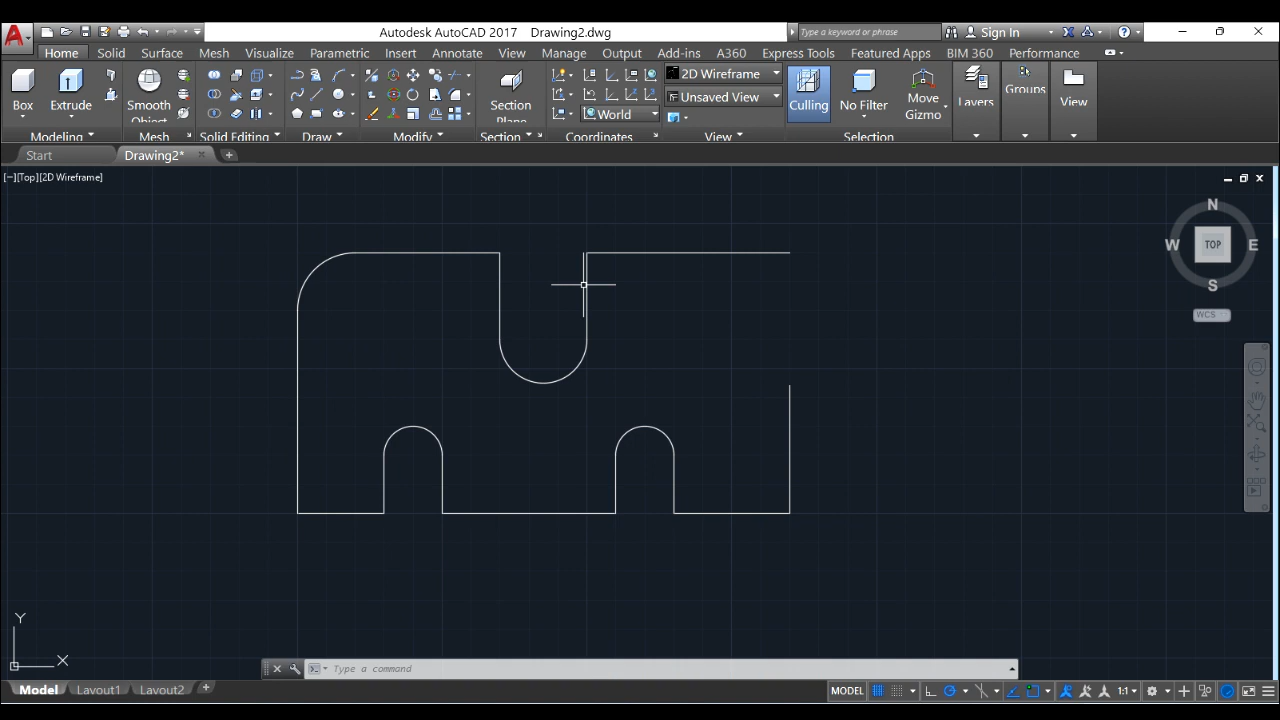 Autodesk AutoCAD 2017 Drawing2.dwg Type a keyword or phrase Sign In
Home Solid Surface Mesh Visualize Parametric Insert Annotate View Manage Output Add-ins A360 Express Tools Featured Apps BIM 360 Performance
2D Wireframe
Unsaved View
World
Box Extrude Smooth Object Section Plane Culling No Filter Move Gizmo Layers Groups View
Modeling Mesh Solid Editing Draw Modify Section Coordinates View Selection
Start Drawing2*
[−][Top][2D Wireframe]
N
W TOP E
S
WCS
Y
X
Type a command
Model Layout1 Layout2
MODEL 1:1